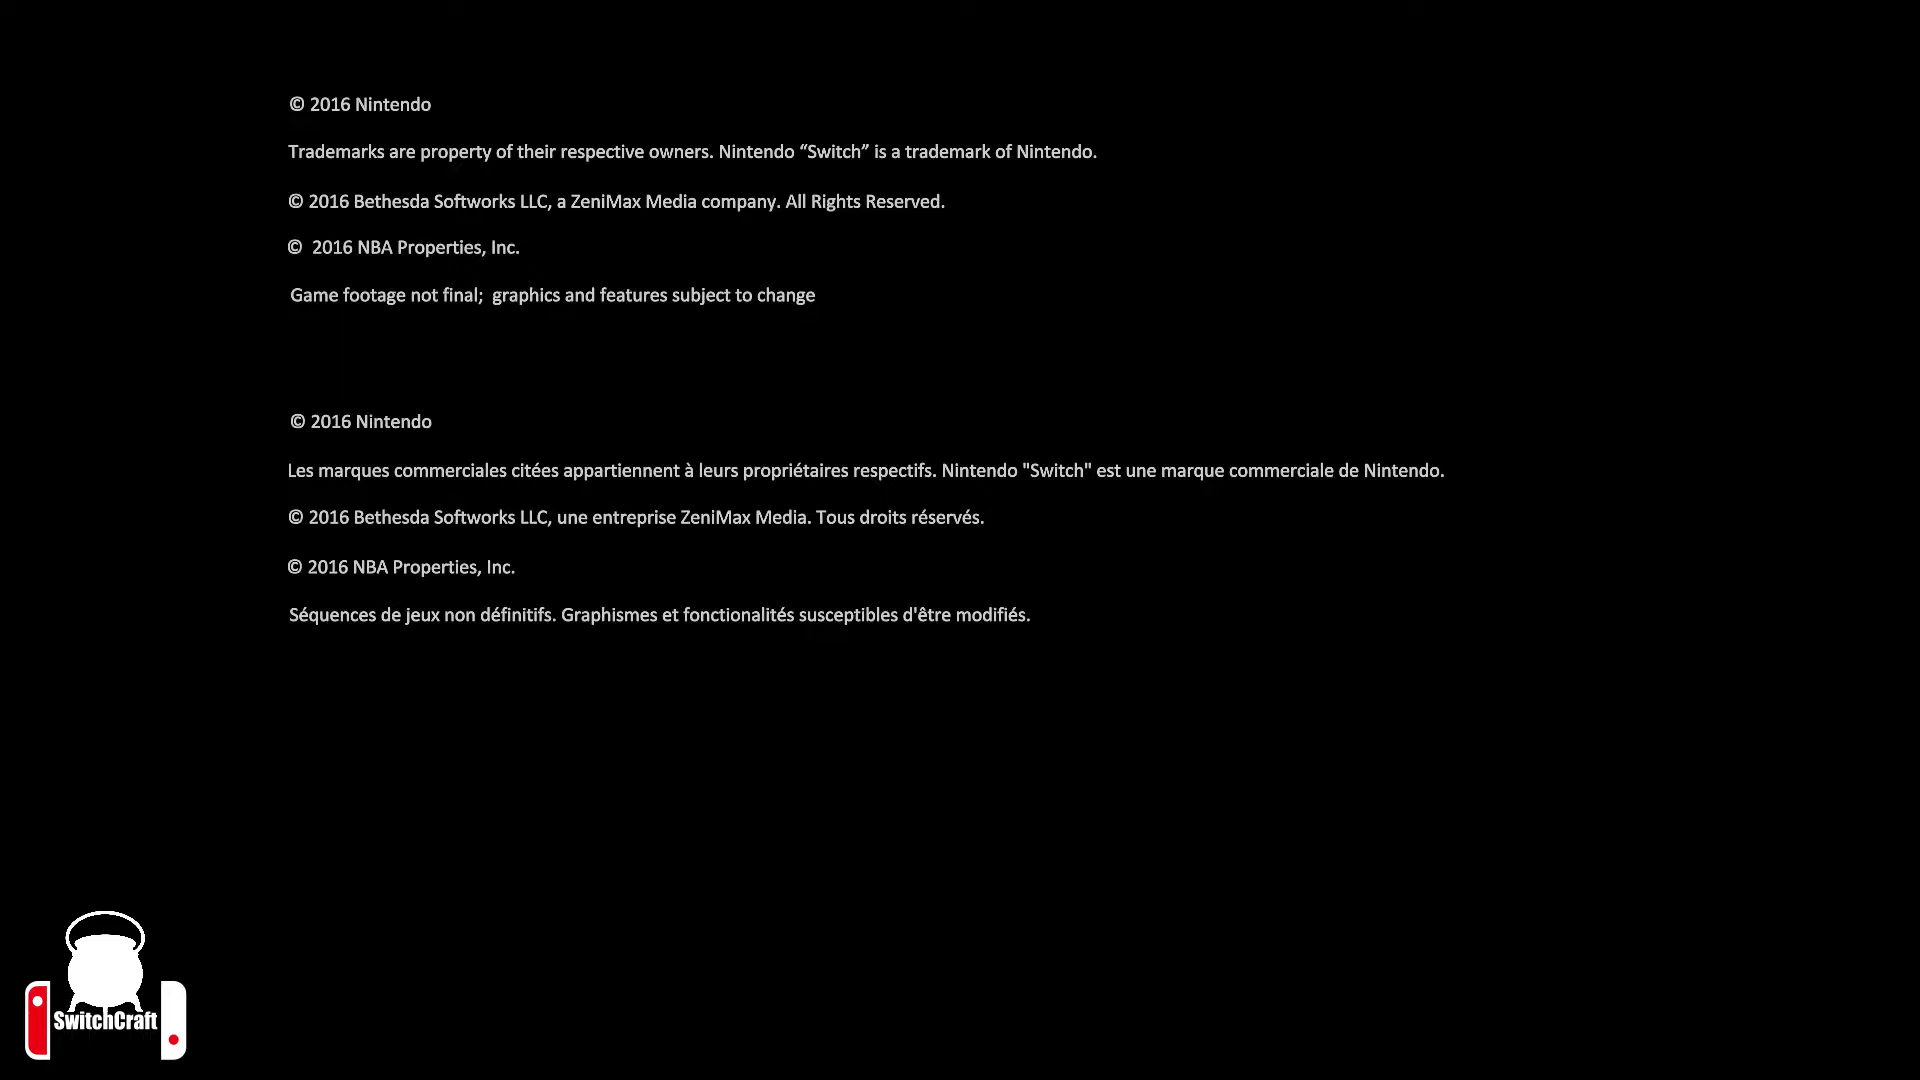 © 2016 Nintendo
Trademarks are property of their respective owners. Nintendo “Switch” is a trademark of Nintendo.
© 2016 Bethesda Softworks LLC, a ZeniMax Media company. All Rights Reserved.
© 2016 NBA Properties, Inc.
Game footage not final; graphics and features subject to change
© 2016 Nintendo
Les marques commerciales citées appartiennent à leurs propriétaires respectifs. Nintendo "Switch" est une marque commerciale de Nintendo.
© 2016 Bethesda Softworks LLC, une entreprise ZeniMax Media. Tous droits réservés.
© 2016 NBA Properties, Inc.
Séquences de jeux non définitifs. Graphismes et fonctionalités susceptibles d'être modifiés.
SwitchCraft